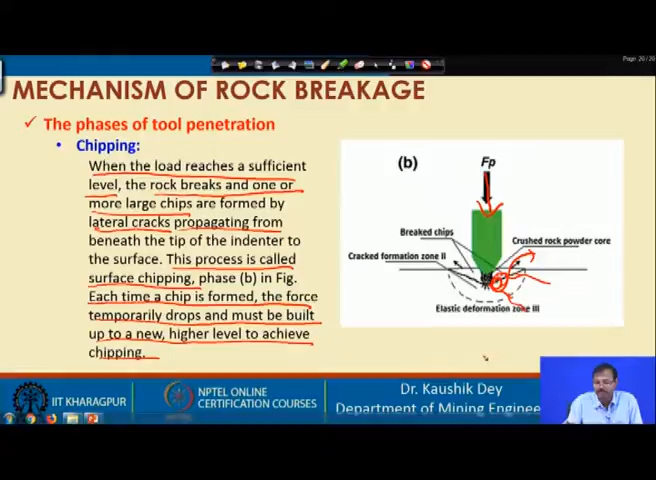 Page 20/20
MECHANISM OF ROCK BREAKAGE
✓ The phases of tool penetration
• Chipping:
When the load reaches a sufficient
level, the rock breaks and one or
more large chips are formed by
lateral cracks propagating from
beneath the tip of the indenter to
the surface. This process is called
surface chipping, phase (b) in Fig.
Each time a chip is formed, the force
temporarily drops and must be built
up to a new, higher level to achieve
chipping.
(b)
Fp
Breaked chips
Crushed rock powder core
Cracked formation zone II
Elastic deformation zone III
IIT KHARAGPUR
NPTEL ONLINE
CERTIFICATION COURSES
Dr. Kaushik Dey
Department of Mining Enginee